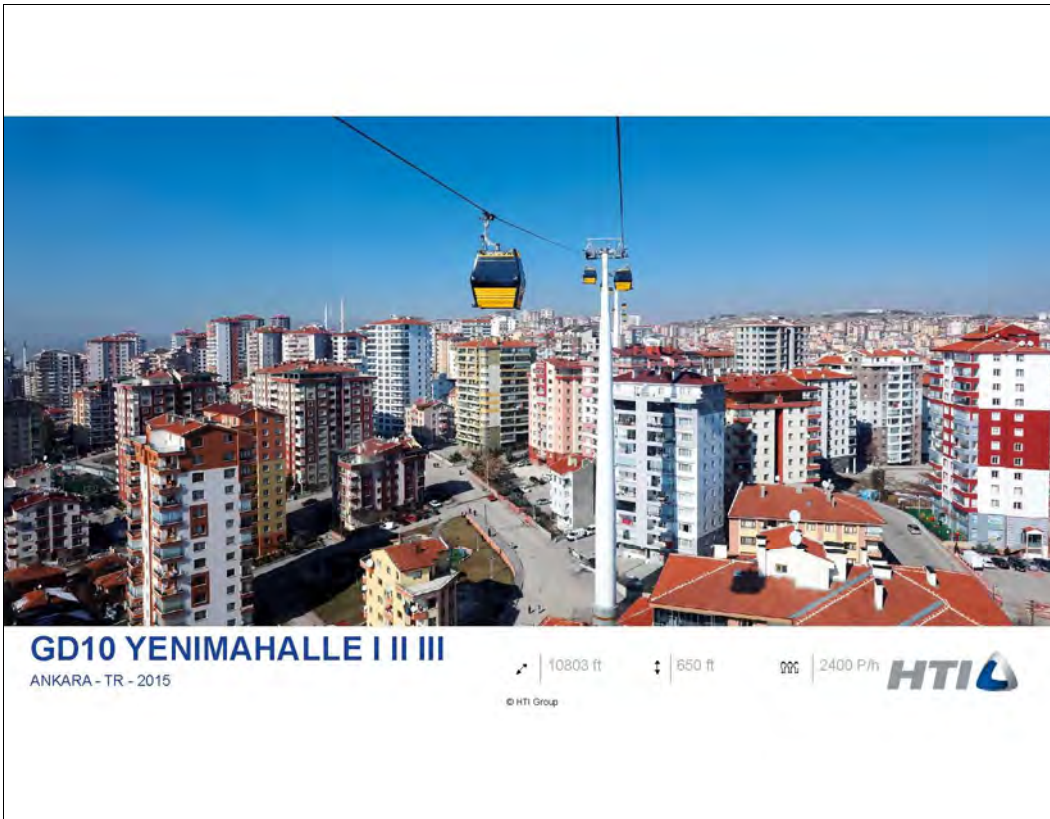 GD10 YENIMAHALLE I II III
ANKARA - TR - 2015
10803 ft
650 ft
2400 P/h
HTI
© HTI Group